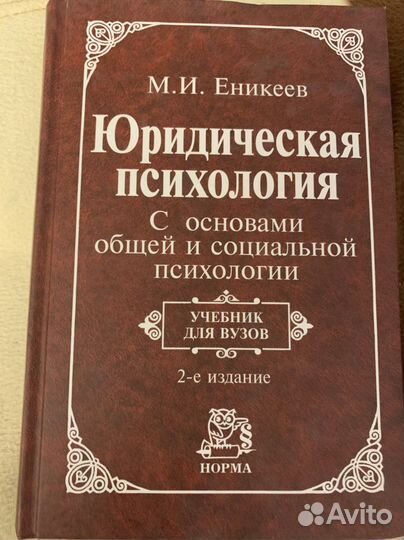 М.И. Еникеев
Юридическая
психология
С основами
общей и социальной
психологии
УЧЕБНИК
ДЛЯ ВУЗОВ
2-е издание
§
НОРМА
Avito